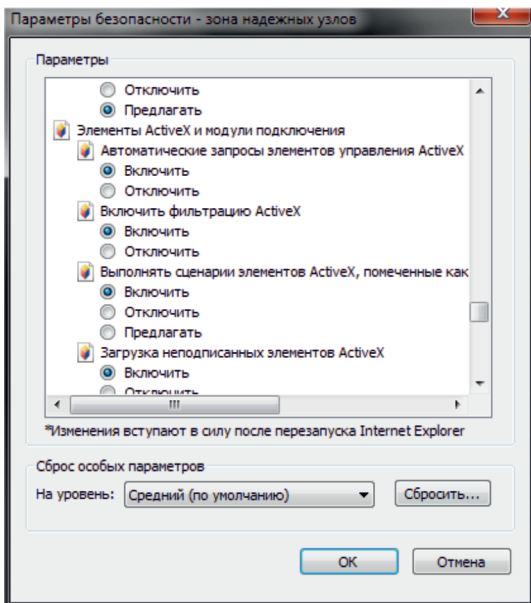 Параметры безопасности - зона надежных узлов
Параметры
Отключить
Предлагать
Элементы ActiveX и модули подключения
Автоматические запросы элементов управления ActiveX
Включить
Отключить
Включить фильтрацию ActiveX
Включить
Отключить
Выполнять сценарии элементов ActiveX, помеченные как
Включить
Отключить
Предлагать
Загрузка неподписанных элементов ActiveX
Включить
Отключить
*Изменения вступают в силу после перезапуска Internet Explorer
Сброс особых параметров
На уровень: Средний (по умолчанию) Сбросить...
OK Отмена